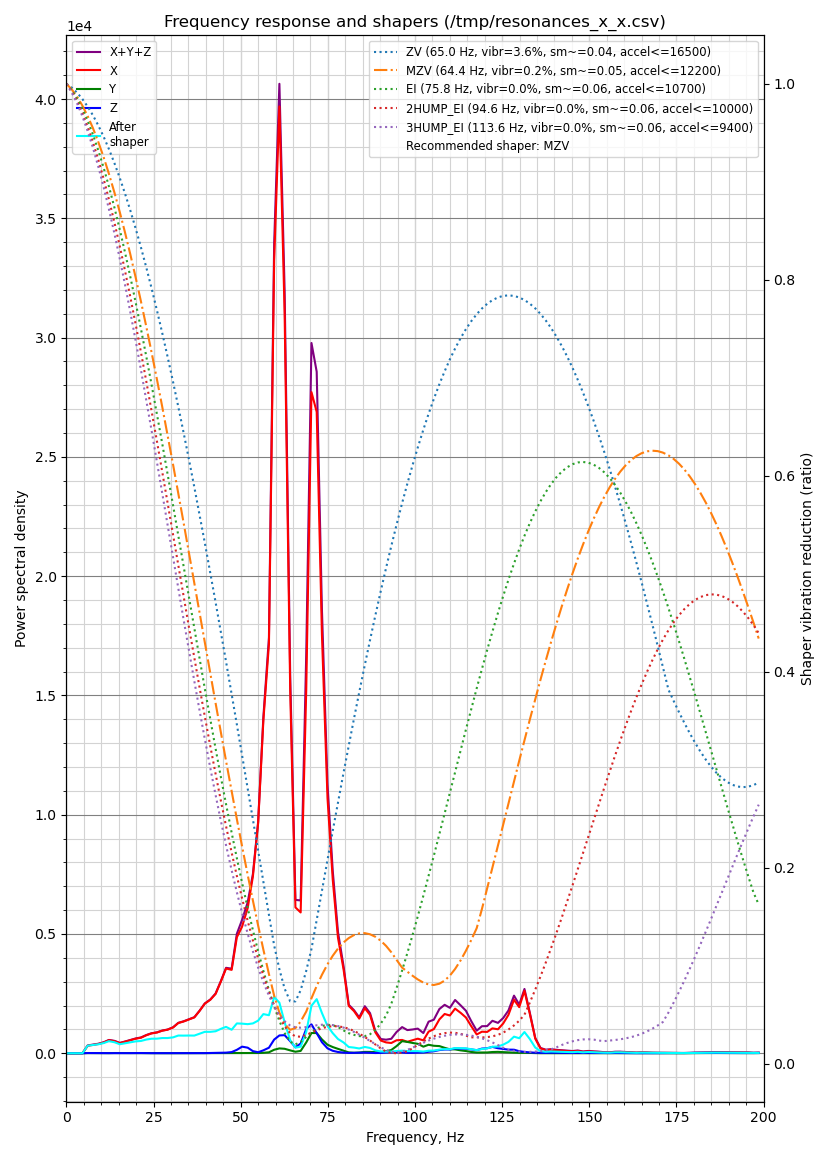 Frequency response and shapers (/tmp/resonances_x_x.csv)
1e4
X+Y+Z
X
Y
Z
After
shaper
ZV (65.0 Hz, vibr=3.6%, sm~=0.04, accel<=16500)
MZV (64.4 Hz, vibr=0.2%, sm~=0.05, accel<=12200)
EI (75.8 Hz, vibr=0.0%, sm~=0.06, accel<=10700)
2HUMP_EI (94.6 Hz, vibr=0.0%, sm~=0.06, accel<=10000)
3HUMP_EI (113.6 Hz, vibr=0.0%, sm~=0.06, accel<=9400)
Recommended shaper: MZV
Power spectral density
4.0
3.5
3.0
2.5
2.0
1.5
1.0
0.5
0.0
1.0
0.8
0.6
0.4
0.2
0.0
Shaper vibration reduction (ratio)
0 25 50 75 100 125 150 175 200
Frequency, Hz